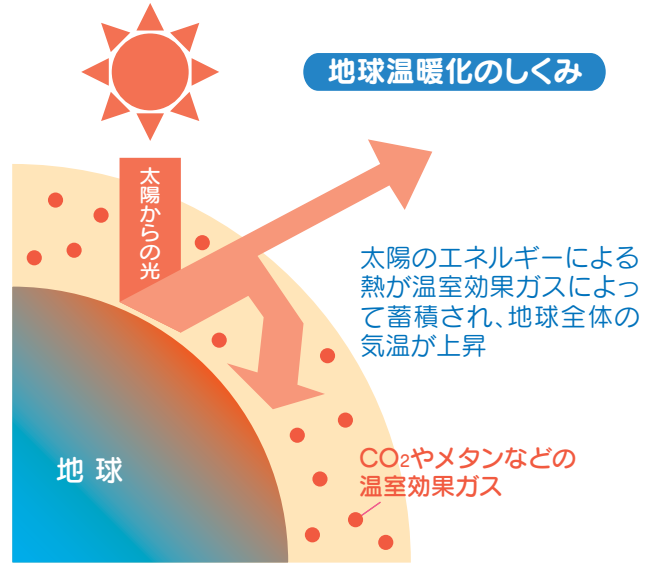 地球温暖化のしくみ
太陽からの光
太陽のエネルギーによる
熱が温室効果ガスによっ
て蓄積され、地球全体の
気温が上昇
地球
CO2やメタンなどの
温室効果ガス